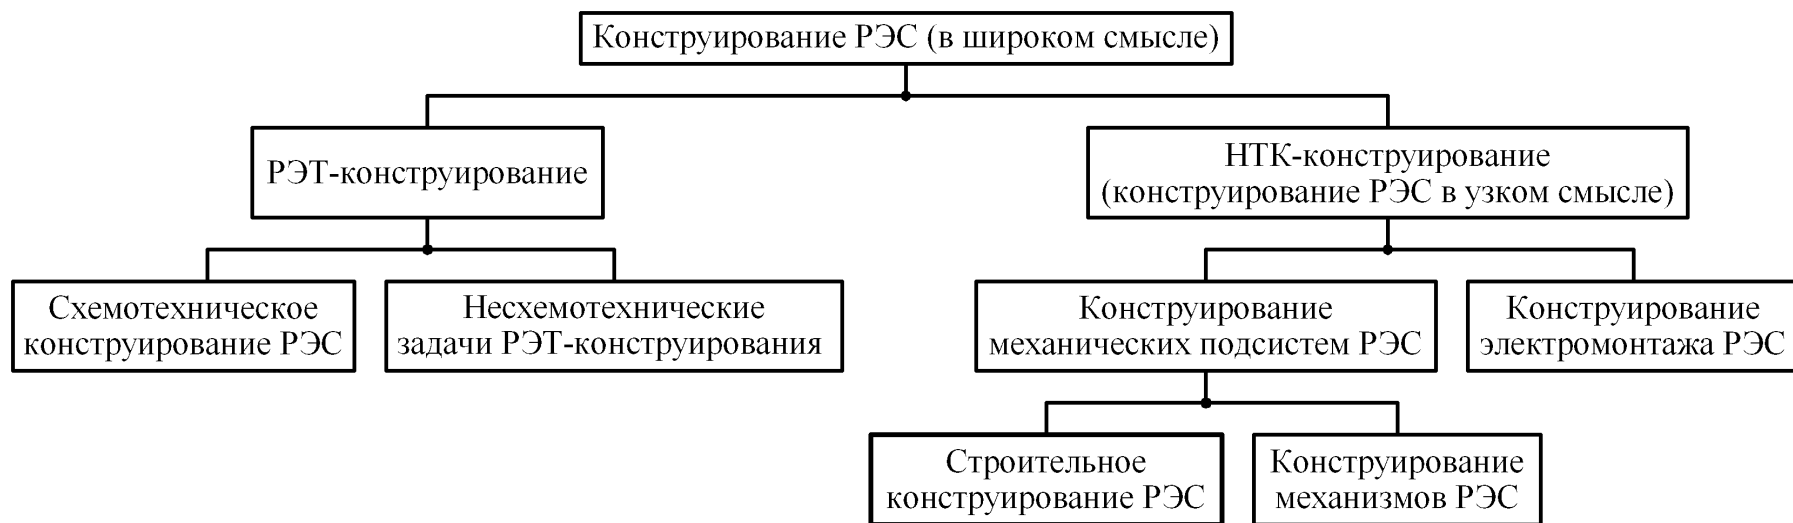 Конструирование РЭС (в широком смысле)
РЭТ-конструирование
НТК-конструирование
(конструирование РЭС в узком смысле)
Схемотехническое
конструирование РЭС
Несхемотехнические
задачи РЭТ-конструирования
Конструирование
механических подсистем РЭС
Конструирование
электромонтажа РЭС
Строительное
конструирование РЭС
Конструирование
механизмов РЭС